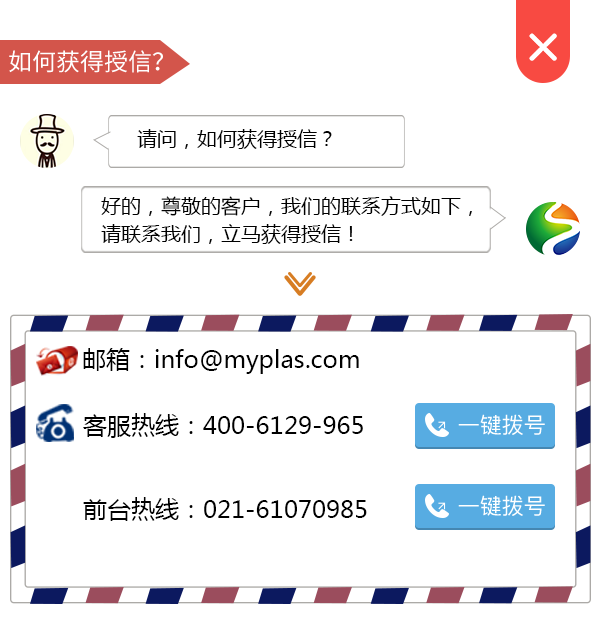 如何获得授信?
请问，如何获得授信？
好的，尊敬的客户，我们的联系方式如下，
请联系我们，立马获得授信！
邮箱：info@myplas.com
客服热线：400-6129-965
一键拨号
前台热线：021-61070985
一键拨号